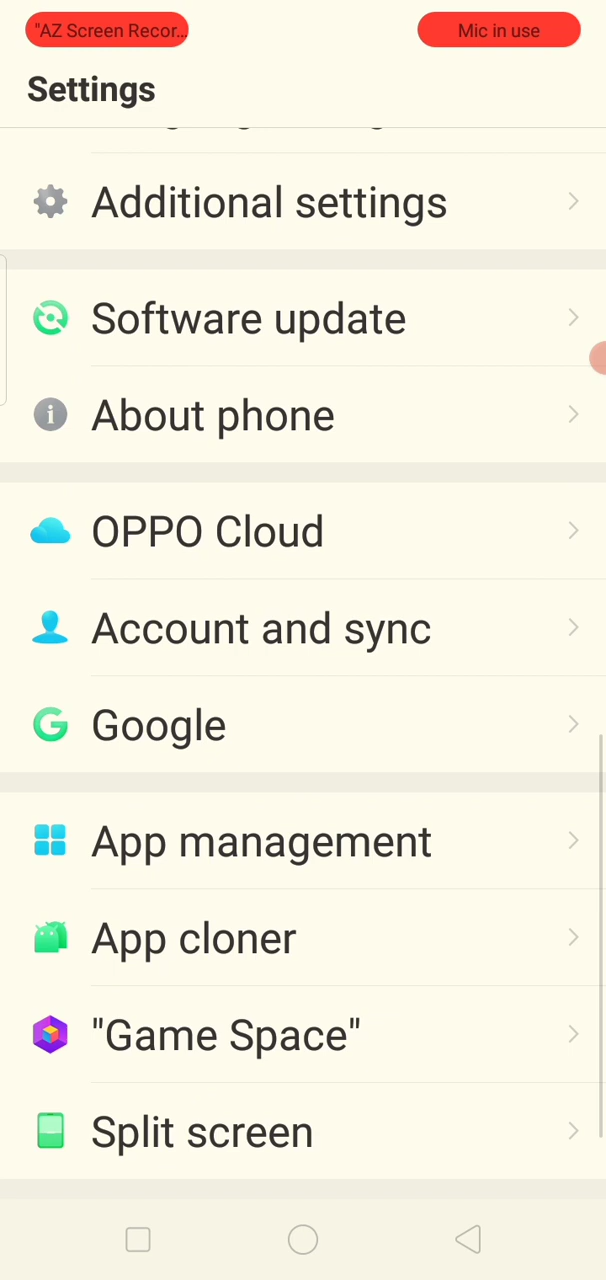 "AZ Screen Recor...
Mic in use
Settings
Additional settings
Software update
About phone
OPPO Cloud
Account and sync
Google
App management
App cloner
"Game Space"
Split screen